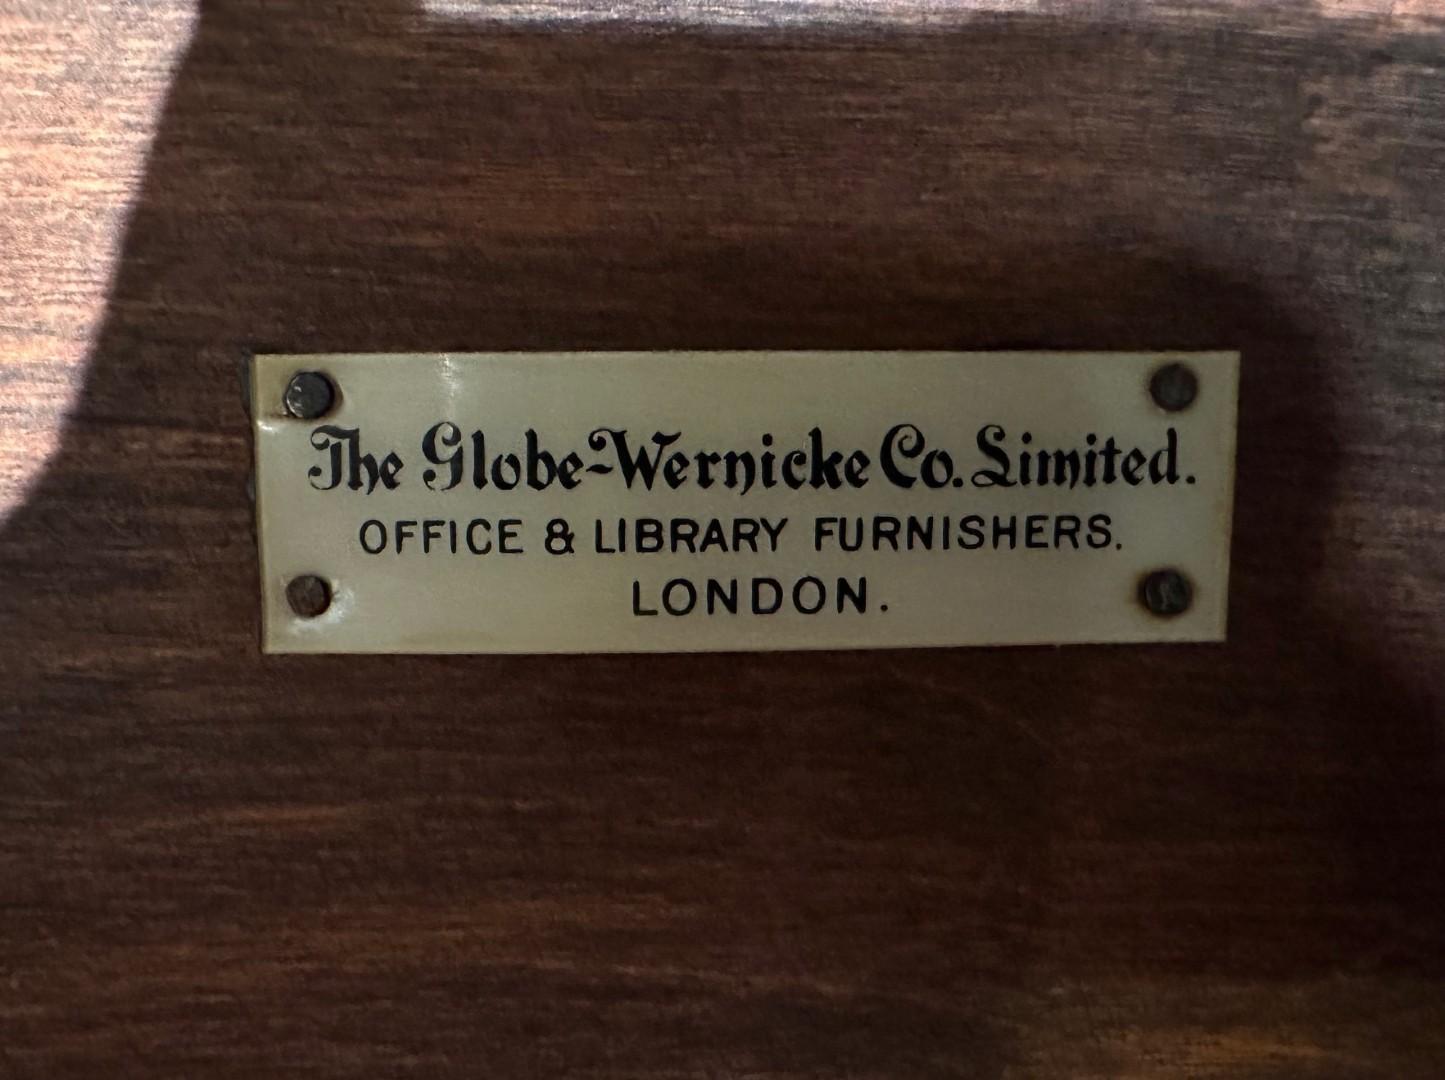 The Globe-Wernicke Co. Limited.
OFFICE & LIBRARY FURNISHERS.
LONDON.